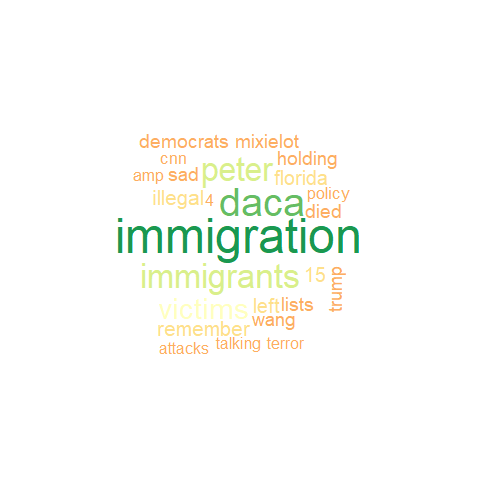 democrats mixielot
cnn peter holding
amp sad florida
illegal 4 daca policy
died
immigration
immigrants 15 trump
victims left lists
remember wang
attacks talking terror